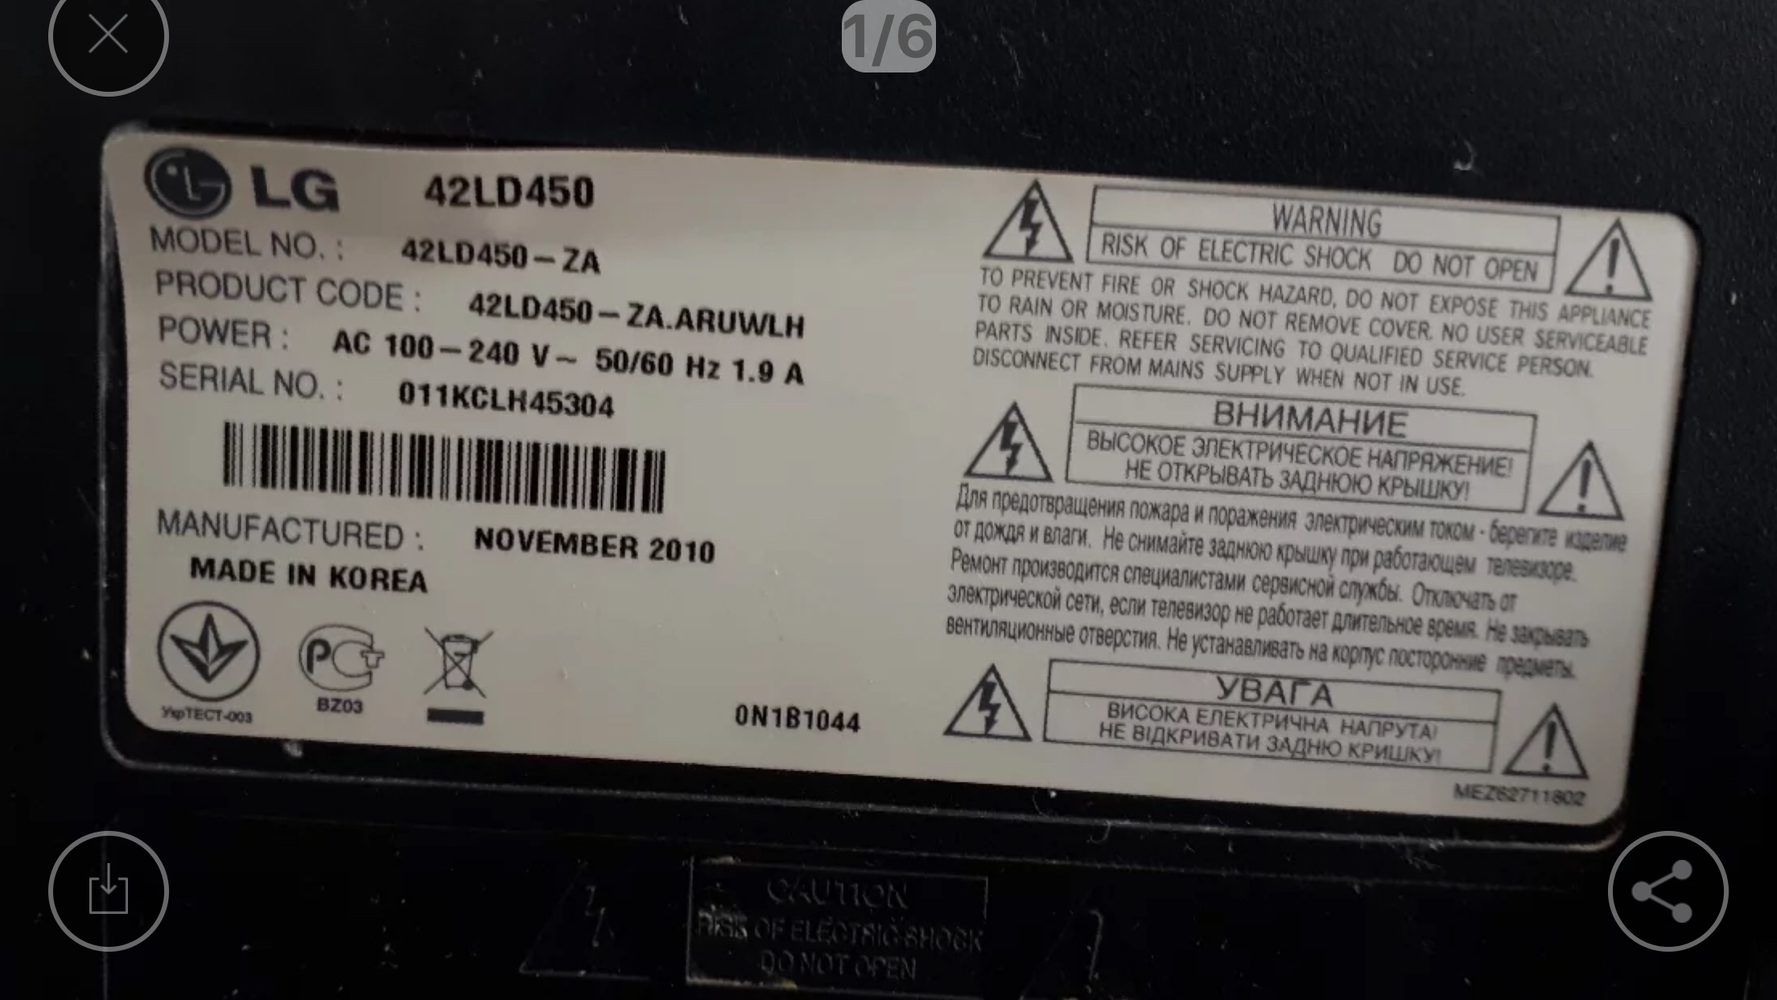 1/6
LG 42LD450
MODEL NO. : 42LD450-ZA
PRODUCT CODE : 42LD450-ZA.ARUWLH
POWER : AC 100-240 V~ 50/60 Hz 1.9 A
SERIAL NO. : 011KCLH45304
MANUFACTURED : NOVEMBER 2010
MADE IN KOREA
УкрТЕСТ-003
РСТ
BZ03
0N1B1044
WARNING
RISK OF ELECTRIC SHOCK DO NOT OPEN
TO PREVENT FIRE OR SHOCK HAZARD, DO NOT EXPOSE THIS APPLIANCE
TO RAIN OR MOISTURE. DO NOT REMOVE COVER. NO USER SERVICEABLE
PARTS INSIDE. REFER SERVICING TO QUALIFIED SERVICE PERSON.
DISCONNECT FROM MAINS SUPPLY WHEN NOT IN USE.
ВНИМАНИЕ
ВЫСОКОЕ ЭЛЕКТРИЧЕСКОЕ НАПРЯЖЕНИЕ!
НЕ ОТКРЫВАТЬ ЗАДНЮЮ КРЫШКУ!
Для предотвращения пожара и поражения электрическим током - берегите изделие
от дождя и влаги. Не снимайте заднюю крышку при работающем телевизоре.
Ремонт производится специалистами сервисной службы. Отключать от
электрической сети, если телевизор не работает длительное время. Не закрывать
вентиляционные отверстия. Не устанавливать на корпус посторонние предметы.
УВАГА
ВИСОКА ЕЛЕКТРИЧНА НАПРУГА!
НЕ ВІДКРИВАТИ ЗАДНЮ КРИШКУ!
MEZ62711802
CAUTION
RISK OF ELECTRIC SHOCK
DO NOT OPEN